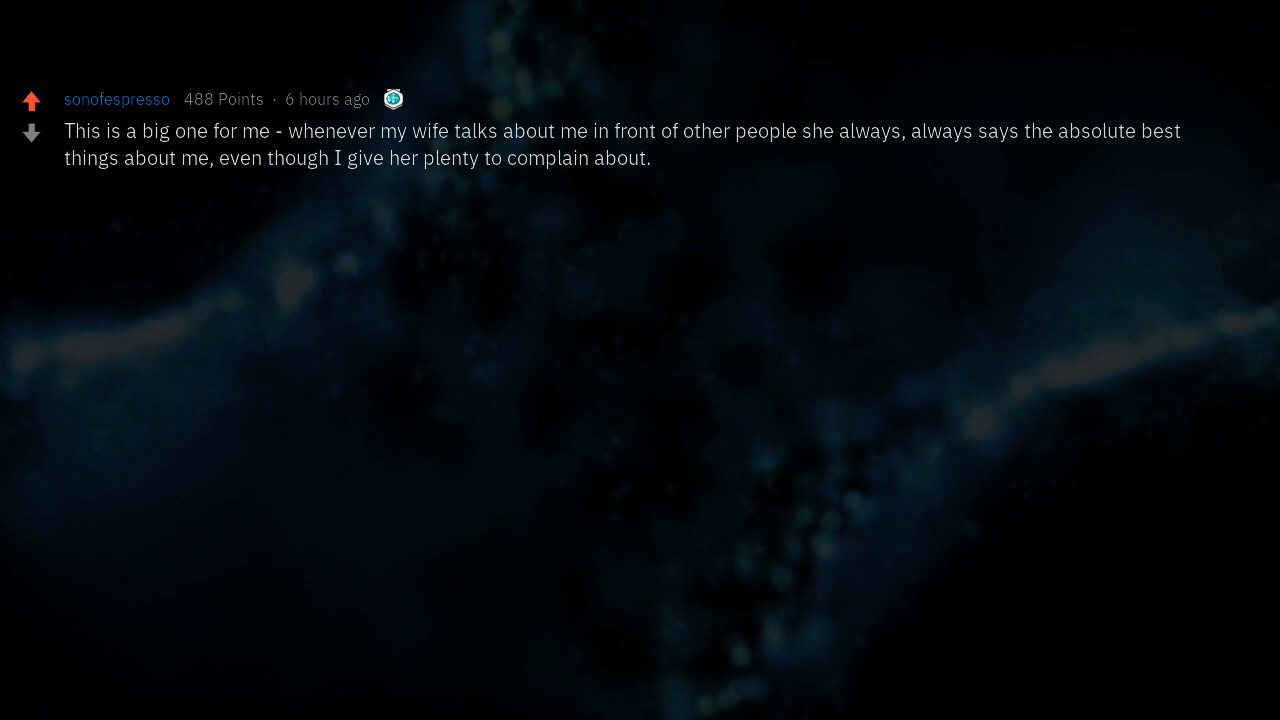 sonofespresso 488 Points · 6 hours ago
This is a big one for me - whenever my wife talks about me in front of other people she always, always says the absolute best
things about me, even though I give her plenty to complain about.